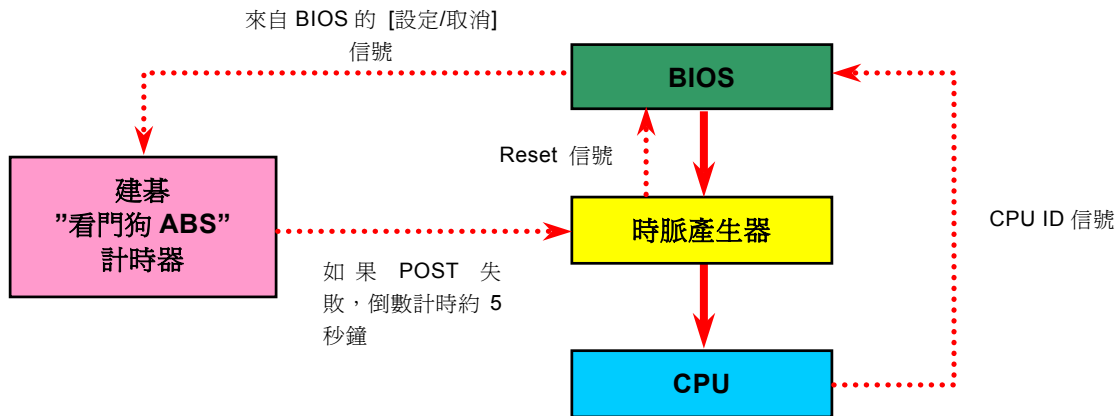 來自 BIOS 的 [設定/取消]
信號
BIOS
Reset 信號
建碁
”看門狗 ABS”
計時器
時脈產生器
CPU ID 信號
如果 POST 失
敗，倒數計時約 5
秒鐘
CPU